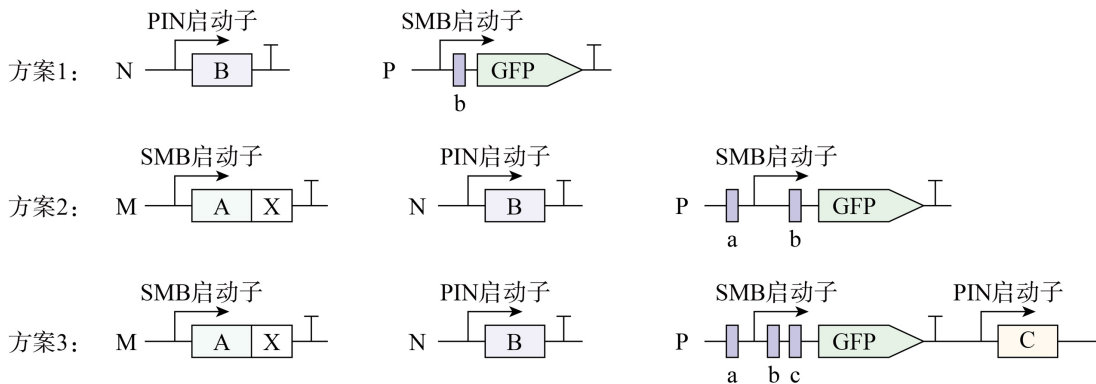 PIN启动子 SMB启动子
方案1： N B P GFP
b
SMB启动子 PIN启动子 SMB启动子
方案2： M A X N B P GFP
a b
SMB启动子 PIN启动子 SMB启动子 PIN启动子
方案3： M A X N B P GFP C
a b c